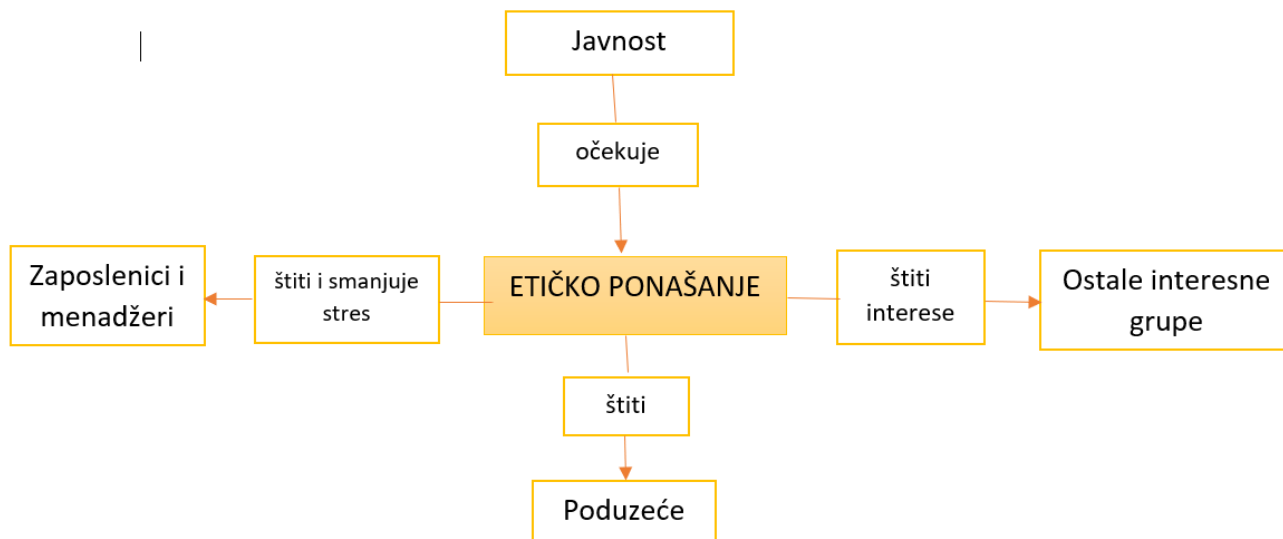 Javnost
očekuje
Zaposlenici i
menadžeri
štiti i smanjuje
stres
ETIČKO PONAŠANJE
štiti
interese
Ostale interesne
grupe
štiti
Poduzeće